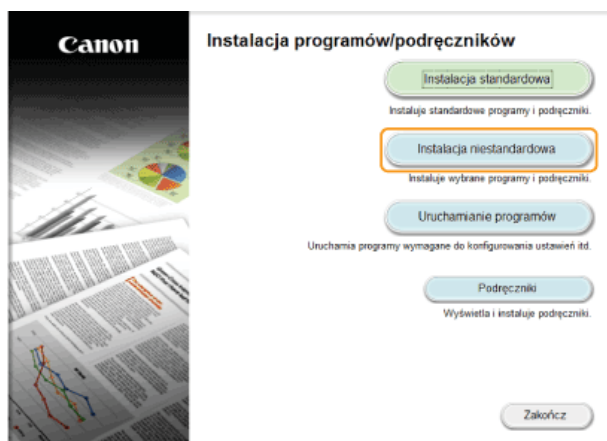 Canon
Instalacja programów/podręczników
Instalacja standardowa
Instaluje standardowe programy i podręczniki.
Instalacja niestandardowa
Instaluje wybrane programy i podręczniki.
Uruchamianie programów
Uruchamia programy wymagane do konfigurowania ustawień itd.
Podręczniki
Wyświetla i instaluje podręczniki.
Zakończ